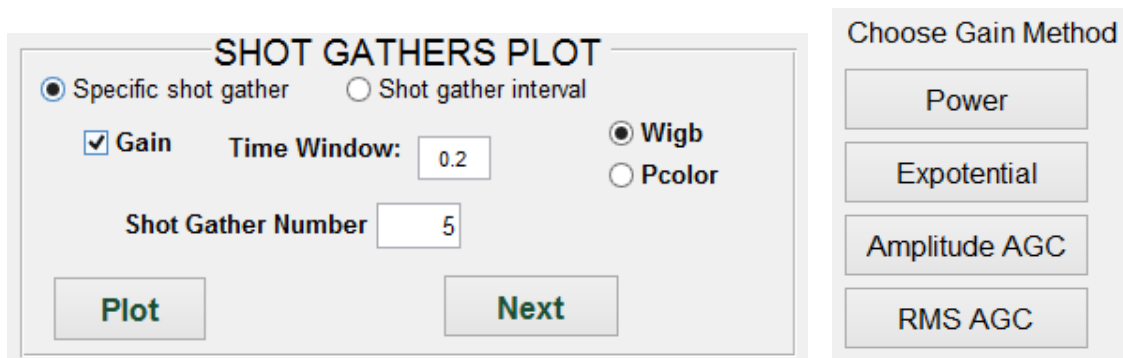 SHOT GATHERS PLOT
Specific shot gather Shot gather interval
Gain Time Window: 0.2 Wigb
Pcolor
Shot Gather Number 5
Plot Next
Choose Gain Method
Power
Expotential
Amplitude AGC
RMS AGC